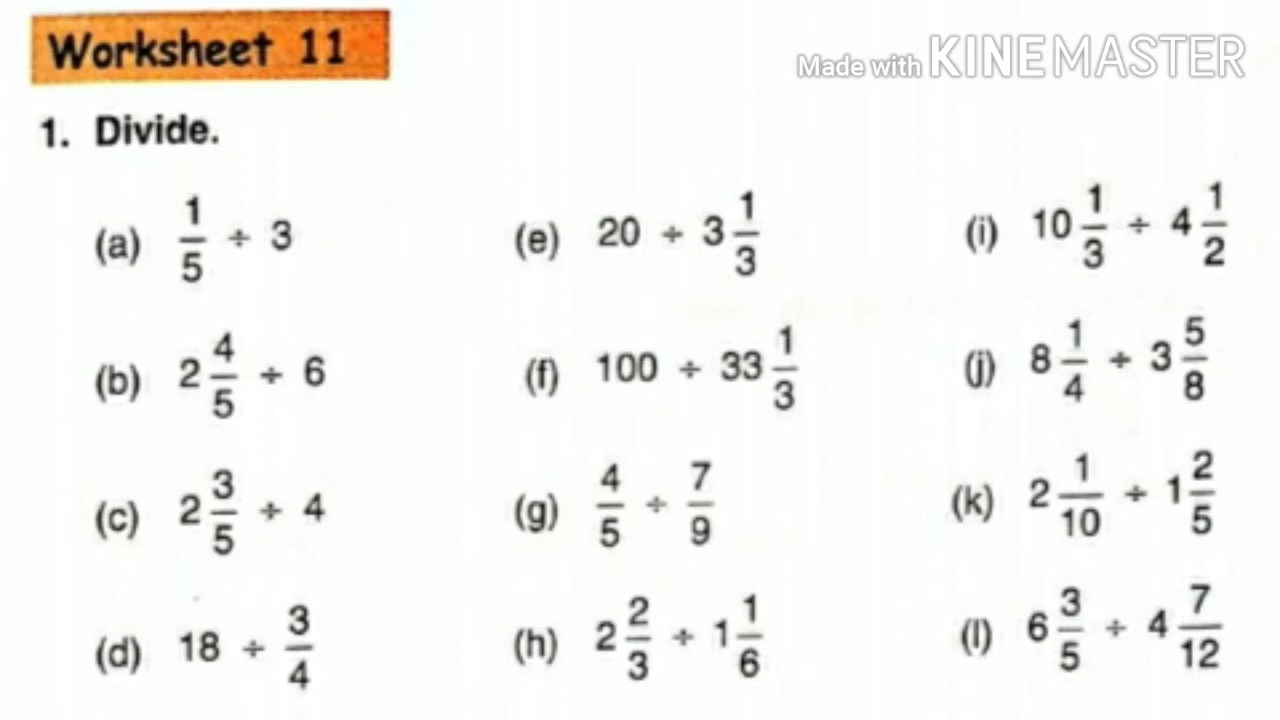 Worksheet 11
Made with KINEMASTER
1. Divide.
(a) 1/5 ÷ 3
(e) 20 ÷ 3 1/3
(i) 10 1/3 ÷ 4 1/2
(b) 2 4/5 ÷ 6
(f) 100 ÷ 33 1/3
(j) 8 1/4 ÷ 3 5/8
(c) 2 3/5 ÷ 4
(g) 4/5 ÷ 7/9
(k) 2 1/10 ÷ 1 2/5
(d) 18 ÷ 3/4
(h) 2 2/3 ÷ 1 1/6
(l) 6 3/5 ÷ 4 7/12